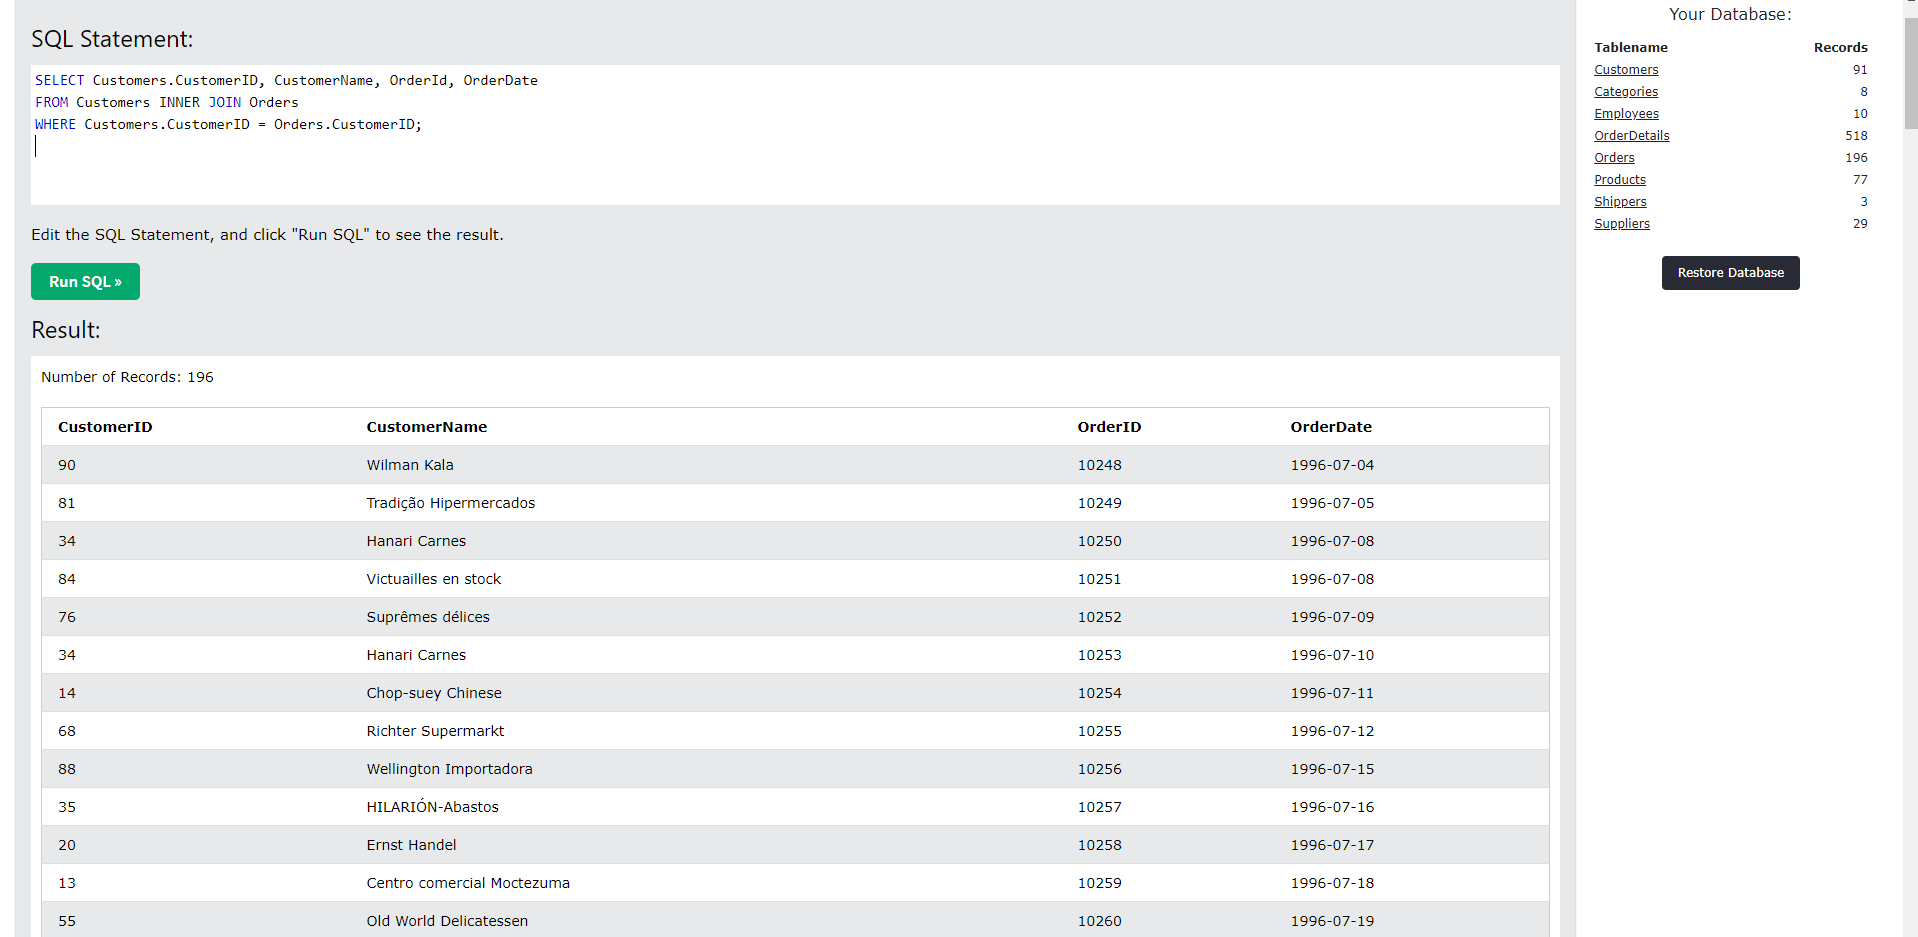 SQL Statement:
SELECT Customers.CustomerID, CustomerName, OrderId, OrderDate
FROM Customers INNER JOIN Orders
WHERE Customers.CustomerID = Orders.CustomerID;
Edit the SQL Statement, and click "Run SQL" to see the result.
Run SQL »
Result:
Number of Records: 196
CustomerID CustomerName OrderID OrderDate
90 Wilman Kala 10248 1996-07-04
81 Tradição Hipermercados 10249 1996-07-05
34 Hanari Carnes 10250 1996-07-08
84 Victuailles en stock 10251 1996-07-08
76 Suprêmes délices 10252 1996-07-09
34 Hanari Carnes 10253 1996-07-10
14 Chop-suey Chinese 10254 1996-07-11
68 Richter Supermarkt 10255 1996-07-12
88 Wellington Importadora 10256 1996-07-15
35 HILARIÓN-Abastos 10257 1996-07-16
20 Ernst Handel 10258 1996-07-17
13 Centro comercial Moctezuma 10259 1996-07-18
55 Old World Delicatessen 10260 1996-07-19
Your Database:
Tablename Records
Customers 91
Categories 8
Employees 10
OrderDetails 518
Orders 196
Products 77
Shippers 3
Suppliers 29
Restore Database